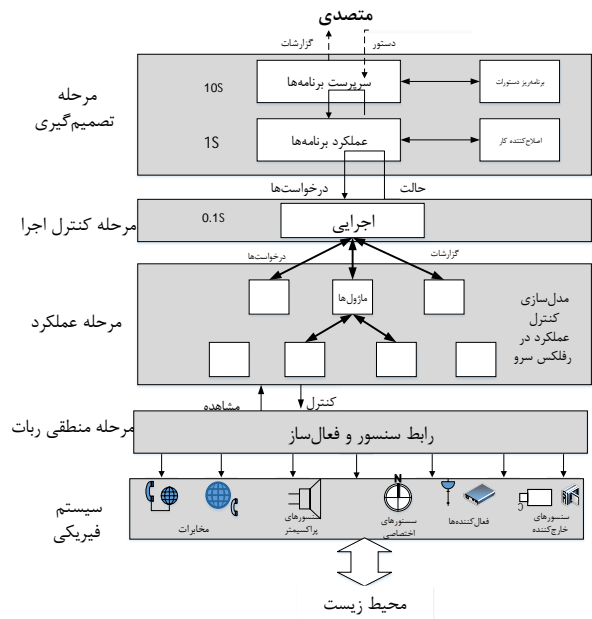 متصدی
گزارشات
دستور
مرحله
تصمیم‌گیری
10S
سرپرست برنامه‌ها
برنامه‌ریز دستورات
1S
عملکرد برنامه‌ها
اصلاح‌کننده کار
درخواست‌ها
حالت
مرحله کنترل اجرا
0.1S
اجرایی
درخواست‌ها
گزارشات
مرحله عملکرد
ماژول‌ها
مدل‌سازی
کنترل
عملکرد در
رفلکس سرو
مشاهده
کنترل
مرحله منطقی ربات
رابط سنسور و فعال‌ساز
سیستم
فیریکی
مخابرات
سنسورهای
پراکسیمتر
N
سستورهای
اختصاصی
فعال‌کننده‌ها
سنسورهای
خارج‌کننده
محیط زیست